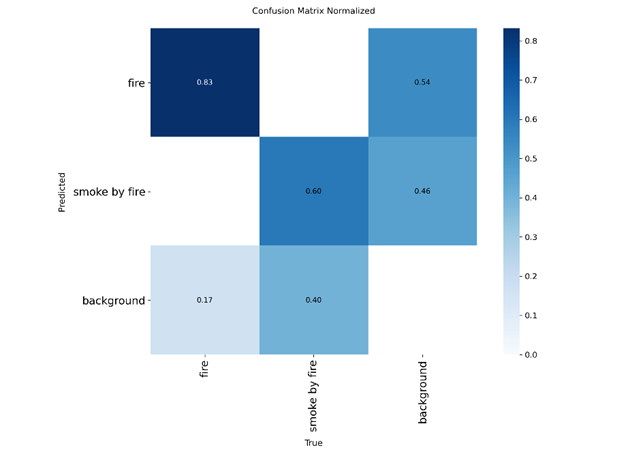 Confusion Matrix Normalized
fire
0.83
0.54
0.8
0.7
0.6
0.5
0.4
0.3
0.2
0.1
0.0
Predicted
smoke by fire
0.60
0.46
background
0.17
0.40
fire
smoke by fire
background
True